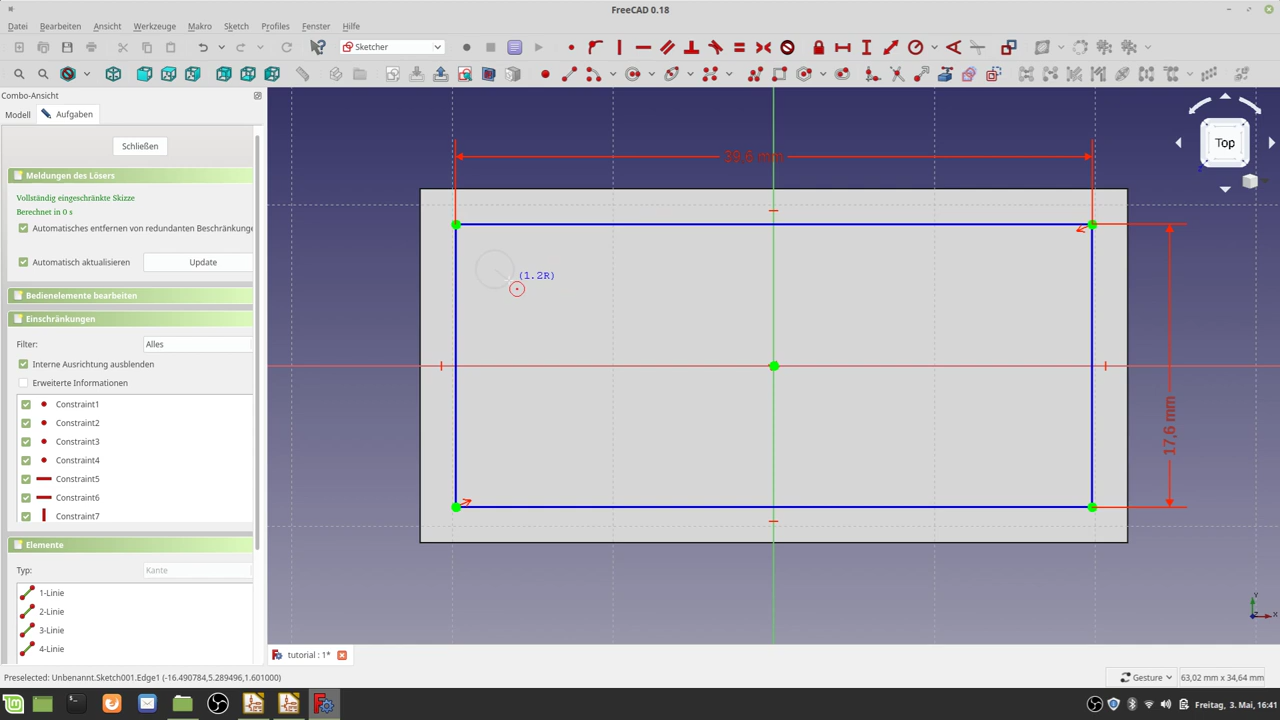 FreeCAD 0.18
Datei Bearbeiten Ansicht Werkzeuge Makro Sketch Profiles Fenster Hilfe
Sketcher
Combo-Ansicht
Modell Aufgaben
Schließen
Meldungen des Lösers
Vollständig eingeschränkte Skizze
Berechner in 0 s
Automatisches entfernen von redundanten Beschränkunge
Automatisch aktualisieren Update
Bedienelemente bearbeiten
Einschränkungen
Filter: Alles
Interne Ausrichtung ausblenden
Erweiterte Informationen
Constraint1
Constraint2
Constraint3
Constraint4
Constraint5
Constraint6
Constraint7
Elemente
Typ: Kante
1-Linie
2-Linie
3-Linie
4-Linie
39,6 mm
(1.2R)
17,6 mm
Top
Y
X
tutorial : 1*
Preselected: Unbenannt.Sketch001.Edge1 (-16.490784,5.289496,1.601000)
Gesture
63,02 mm x 34,64 mm
Freitag, 3. Mai, 16:41